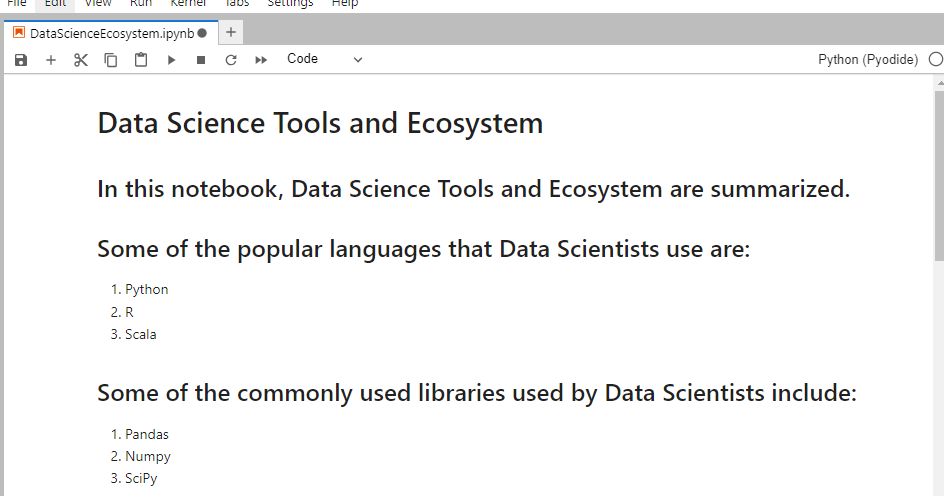 File Edit View Run Kernel Tabs Settings Help
DataScienceEcosystem.ipynb
Code
Python (Pyodide)
Data Science Tools and Ecosystem
In this notebook, Data Science Tools and Ecosystem are summarized.
Some of the popular languages that Data Scientists use are:
1. Python
2. R
3. Scala
Some of the commonly used libraries used by Data Scientists include:
1. Pandas
2. Numpy
3. SciPy